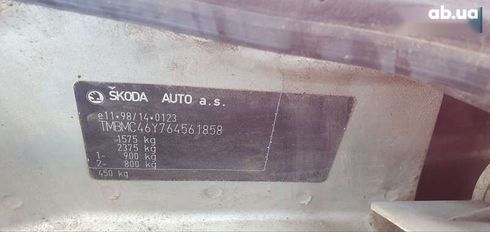 ab.ua
ŠKODA AUTO a.s.
e11*98/14*0123
TMBMC46Y764561858
1575 kg
2375 kg
1- 900 kg
2- 800 kg
450 kg